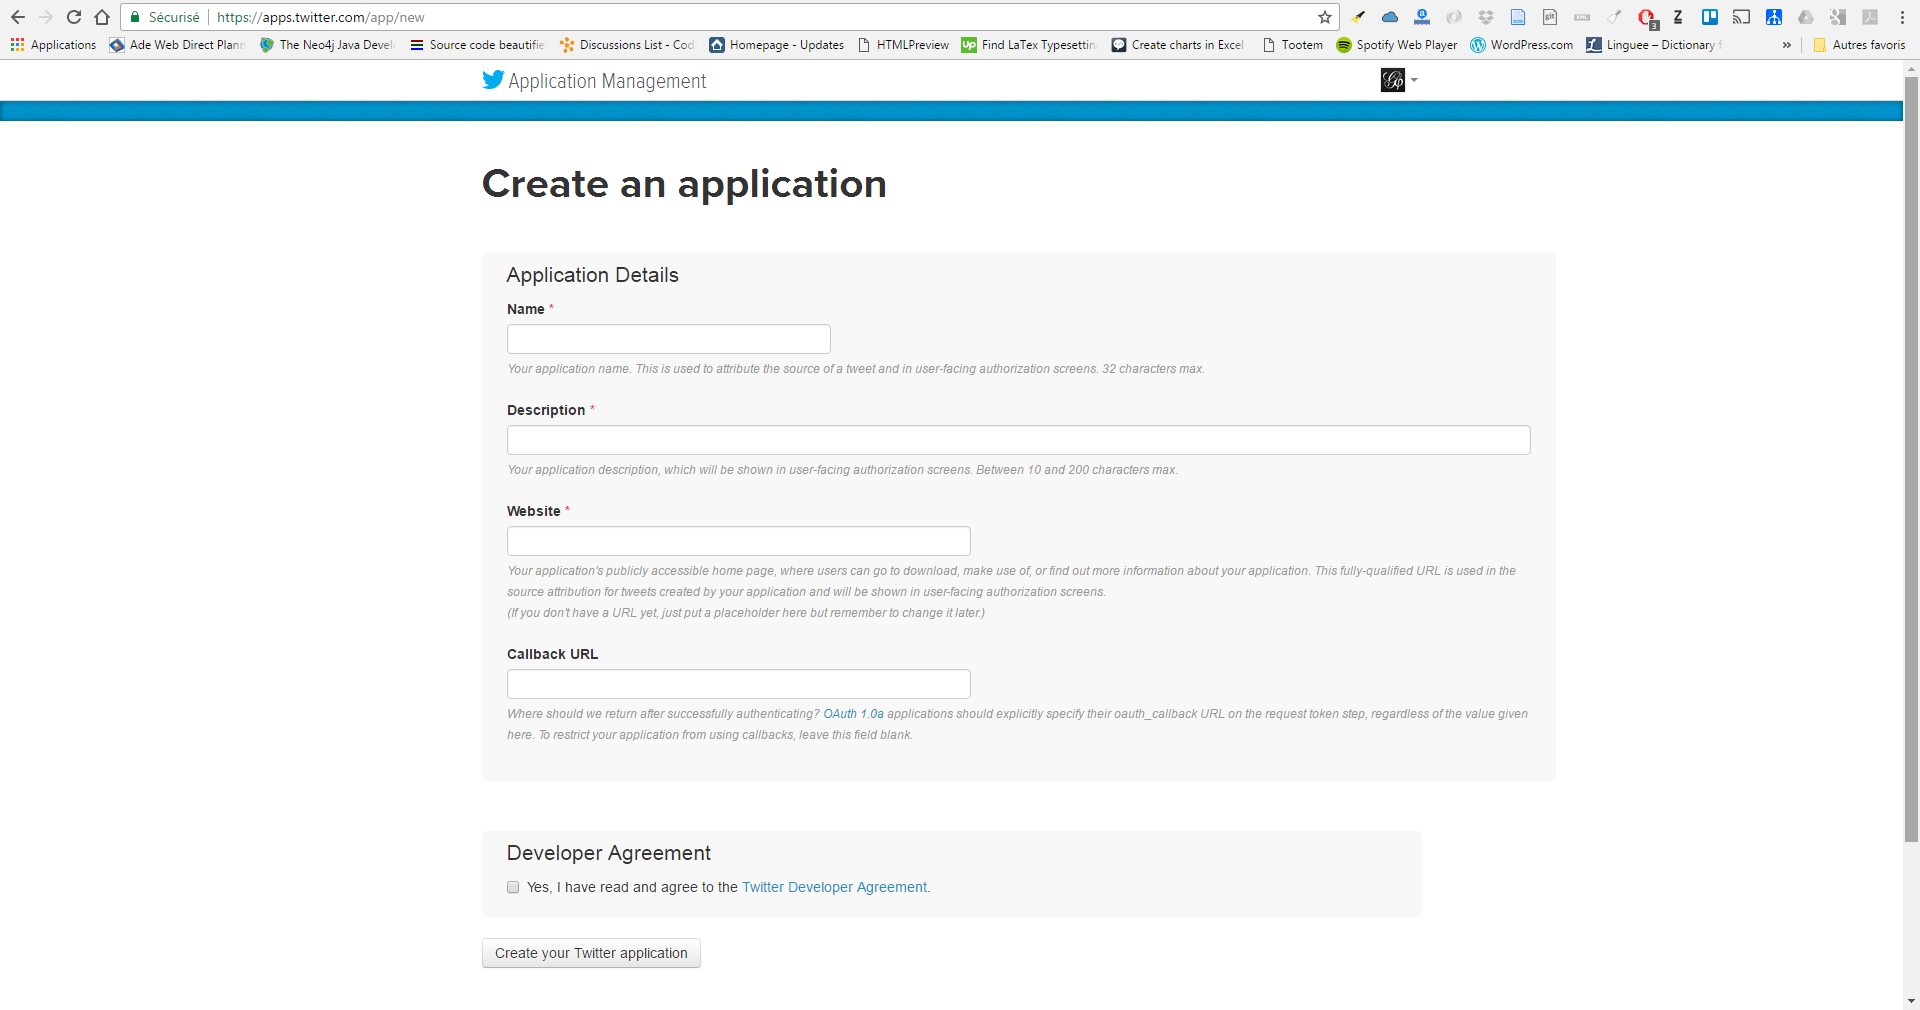 Sécurisé https://apps.twitter.com/app/new
Applications Ade Web Direct Plann The Neo4j Java Devel Source code beautifie Discussions List - Cod Homepage - Updates HTMLPreview Find LaTex Typesettin Create charts in Excel Tootem Spotify Web Player WordPress.com Linguee – Dictionary f » Autres favoris
Application Management
Create an application
Application Details
Name *
Your application name. This is used to attribute the source of a tweet and in user-facing authorization screens. 32 characters max.
Description *
Your application description, which will be shown in user-facing authorization screens. Between 10 and 200 characters max.
Website *
Your application's publicly accessible home page, where users can go to download, make use of, or find out more information about your application. This fully-qualified URL is used in the
source attribution for tweets created by your application and will be shown in user-facing authorization screens.
(If you don't have a URL yet, just put a placeholder here but remember to change it later.)
Callback URL
Where should we return after successfully authenticating? OAuth 1.0a applications should explicitly specify their oauth_callback URL on the request token step, regardless of the value given
here. To restrict your application from using callbacks, leave this field blank.
Developer Agreement
Yes, I have read and agree to the Twitter Developer Agreement.
Create your Twitter application